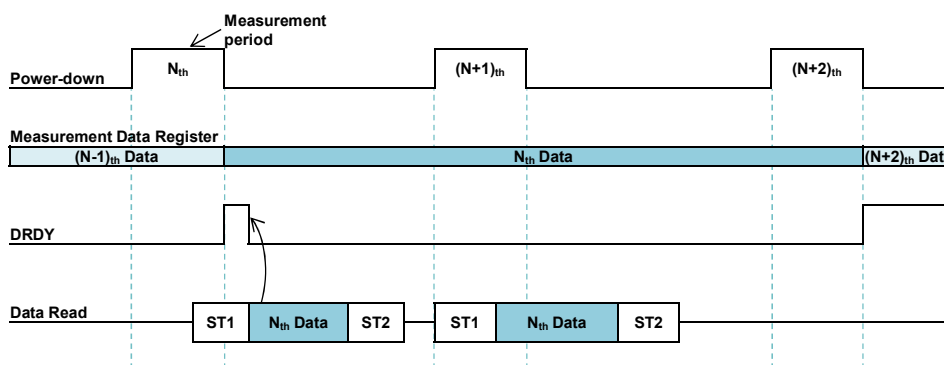 Measurement
period
Power-down
Nth
(N+1)th
(N+2)th
Measurement Data Register
(N-1)th Data
Nth Data
(N+2)th Dat
DRDY
Data Read
ST1
Nth Data
ST2
ST1
Nth Data
ST2